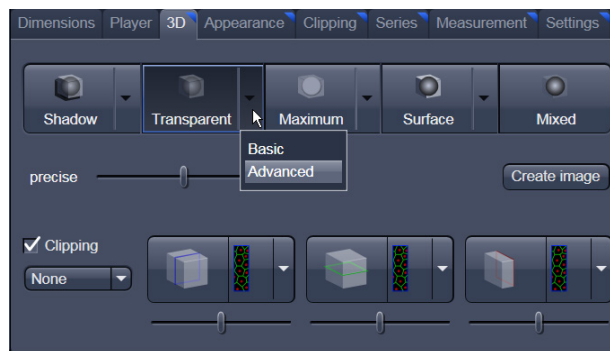 Dimensions Player 3D Appearance Clipping Series Measurement Settings
Shadow Transparent Maximum Surface Mixed
Basic
Advanced
precise Create image
Clipping
None